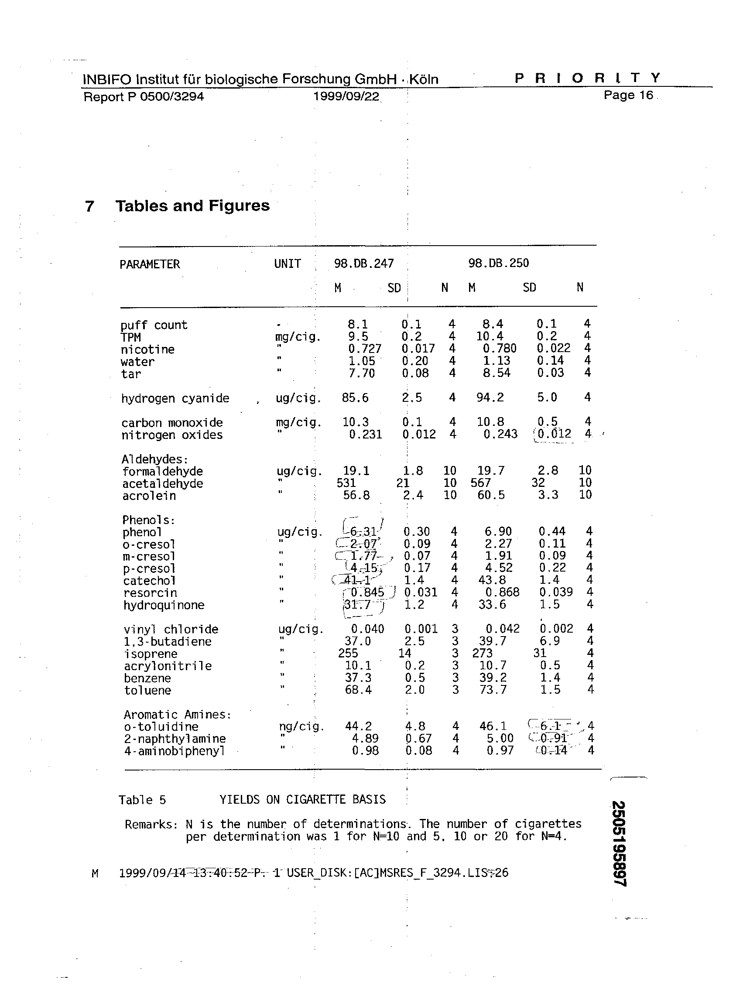 INBIFO Institut für biologische Forschung GmbH · Köln P R I O R I T Y
Report P 0500/3294 1999/09/22 Page 16
7 Tables and Figures
PARAMETER UNIT 98.DB.247 98.DB.250
M SD N M SD N
puff count - 8.1 0.1 4 8.4 0.1 4
TPM mg/cig. 9.5 0.2 4 10.4 0.2 4
nicotine " 0.727 0.017 4 0.780 0.022 4
water " 1.05 0.20 4 1.13 0.14 4
tar " 7.70 0.08 4 8.54 0.03 4
hydrogen cyanide , ug/cig. 85.6 2.5 4 94.2 5.0 4
carbon monoxide mg/cig. 10.3 0.1 4 10.8 0.5 4
nitrogen oxides " 0.231 0.012 4 0.243 0.012 4
Aldehydes:
formaldehyde ug/cig. 19.1 1.8 10 19.7 2.8 10
acetaldehyde " 531 21 10 567 32 10
acrolein " 56.8 2.4 10 60.5 3.3 10
Phenols:
phenol ug/cig. 6.31 0.30 4 6.90 0.44 4
o-cresol " 2.07 0.09 4 2.27 0.11 4
m-cresol " 1.77 0.07 4 1.91 0.09 4
p-cresol " 4.15 0.17 4 4.52 0.22 4
catechol " 41.1 1.4 4 43.8 1.4 4
resorcin " 0.845 0.031 4 0.868 0.039 4
hydroquinone " 31.7 1.2 4 33.6 1.5 4
vinyl chloride ug/cig. 0.040 0.001 3 0.042 0.002 4
1,3-butadiene " 37.0 2.5 3 39.7 6.9 4
isoprene " 255 14 3 273 31 4
acrylonitrile " 10.1 0.2 3 10.7 0.5 4
benzene " 37.3 0.5 3 39.2 1.4 4
toluene " 68.4 2.0 3 73.7 1.5 4
Aromatic Amines:
o-toluidine ng/cig. 44.2 4.8 4 46.1 6.1 4
2-naphthylamine " 4.89 0.67 4 5.00 0.91 4
4-aminobiphenyl " 0.98 0.08 4 0.97 0.14 4
Table 5 YIELDS ON CIGARETTE BASIS
Remarks: N is the number of determinations. The number of cigarettes
per determination was 1 for N=10 and 5, 10 or 20 for N=4.
M 1999/09/14 13:40:52 P. 1 USER_DISK:[AC]MSRES_F_3294.LIS;26
2505195897